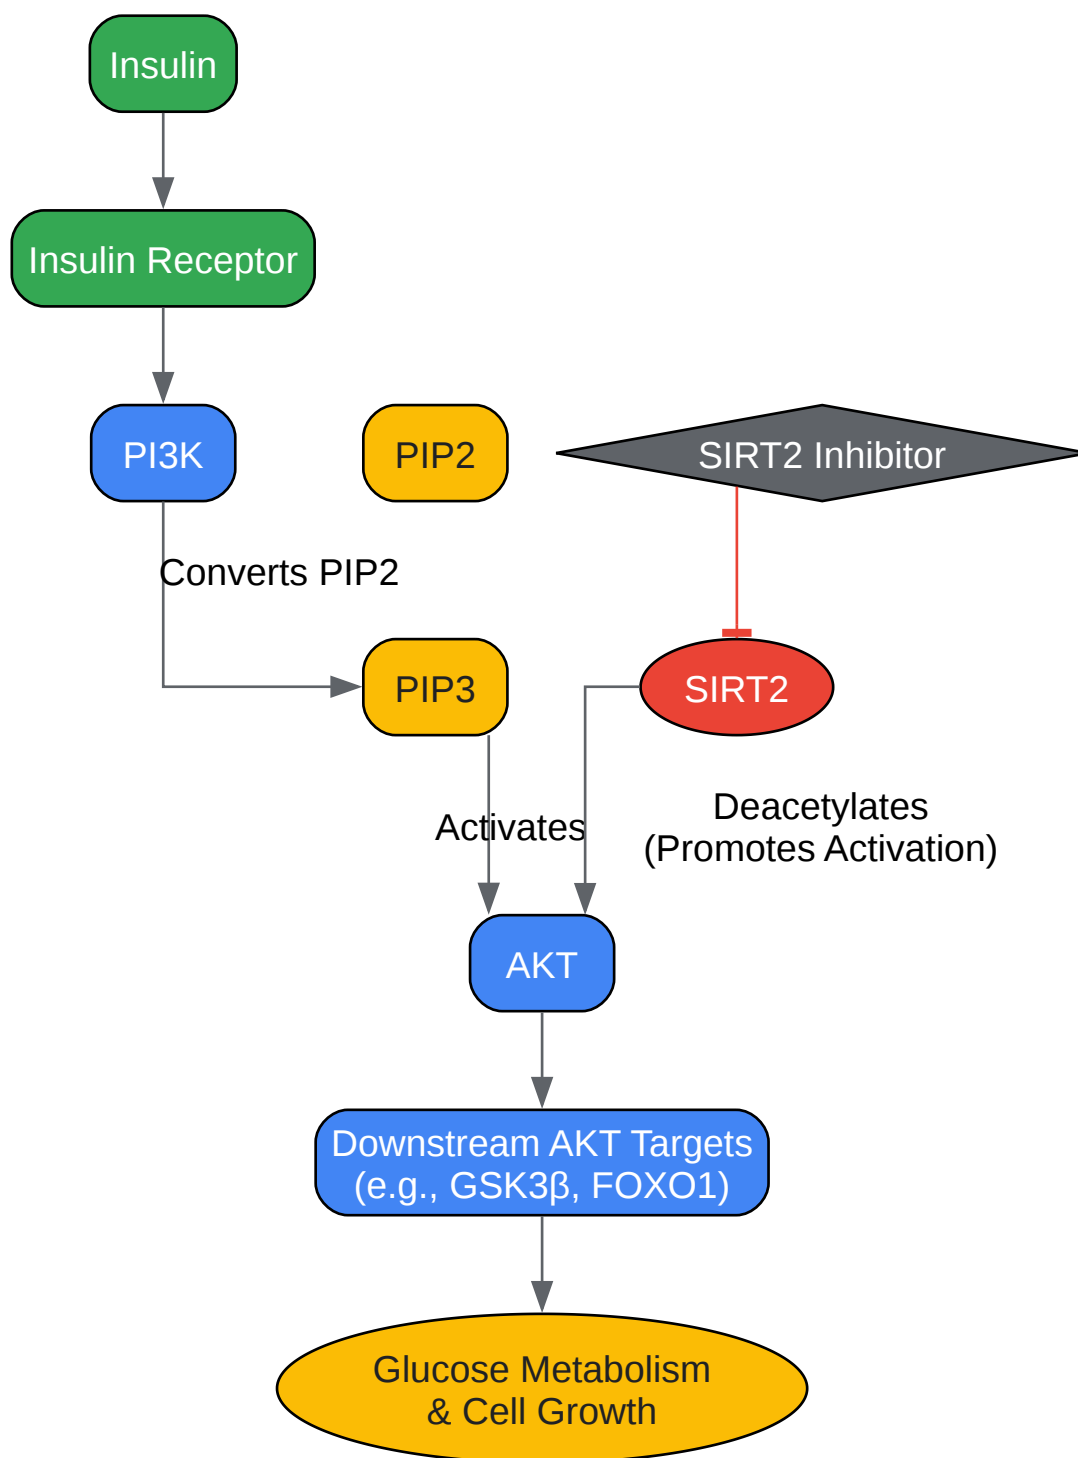 Insulin
Insulin Receptor
PI3K
PIP2
SIRT2 Inhibitor
Converts PIP2
PIP3
SIRT2
Activates
Deacetylates
(Promotes Activation)
AKT
Downstream AKT Targets
(e.g., GSK3β, FOXO1)
Glucose Metabolism
& Cell Growth